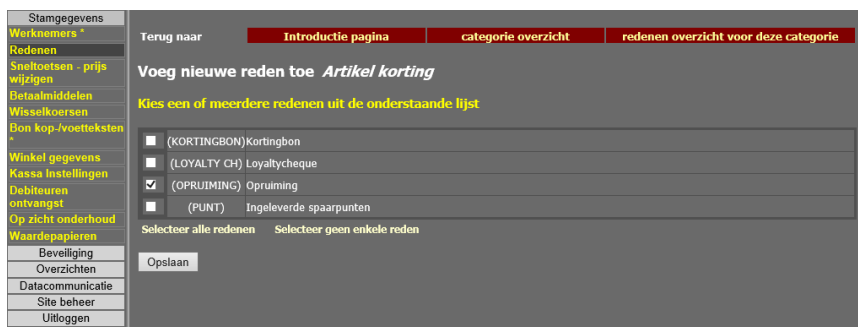 Stamgegevens
Werknemers *
Redenen
Sneltoetsen - prijs
wijzigen
Betaalmiddelen
Wisselkoersen
Bon kop-/voetteksten
*
Winkel gegevens
Kassa Instellingen
Debiteuren
ontvangst
Op zicht onderhoud
Waardepapieren
Beveiliging
Overzichten
Datacommunicatie
Site beheer
Uitloggen
Terug naar Introductie pagina categorie overzicht redenen overzicht voor deze categorie
Voeg nieuwe reden toe Artikel korting
Kies een of meerdere redenen uit de onderstaande lijst
(KORTINGBON) Kortingbon
(LOYALTY CH) Loyaltycheque
(OPRUIMING) Opruiming
(PUNT) Ingeleverde spaarpunten
Selecteer alle redenen Selecteer geen enkele reden
Opslaan